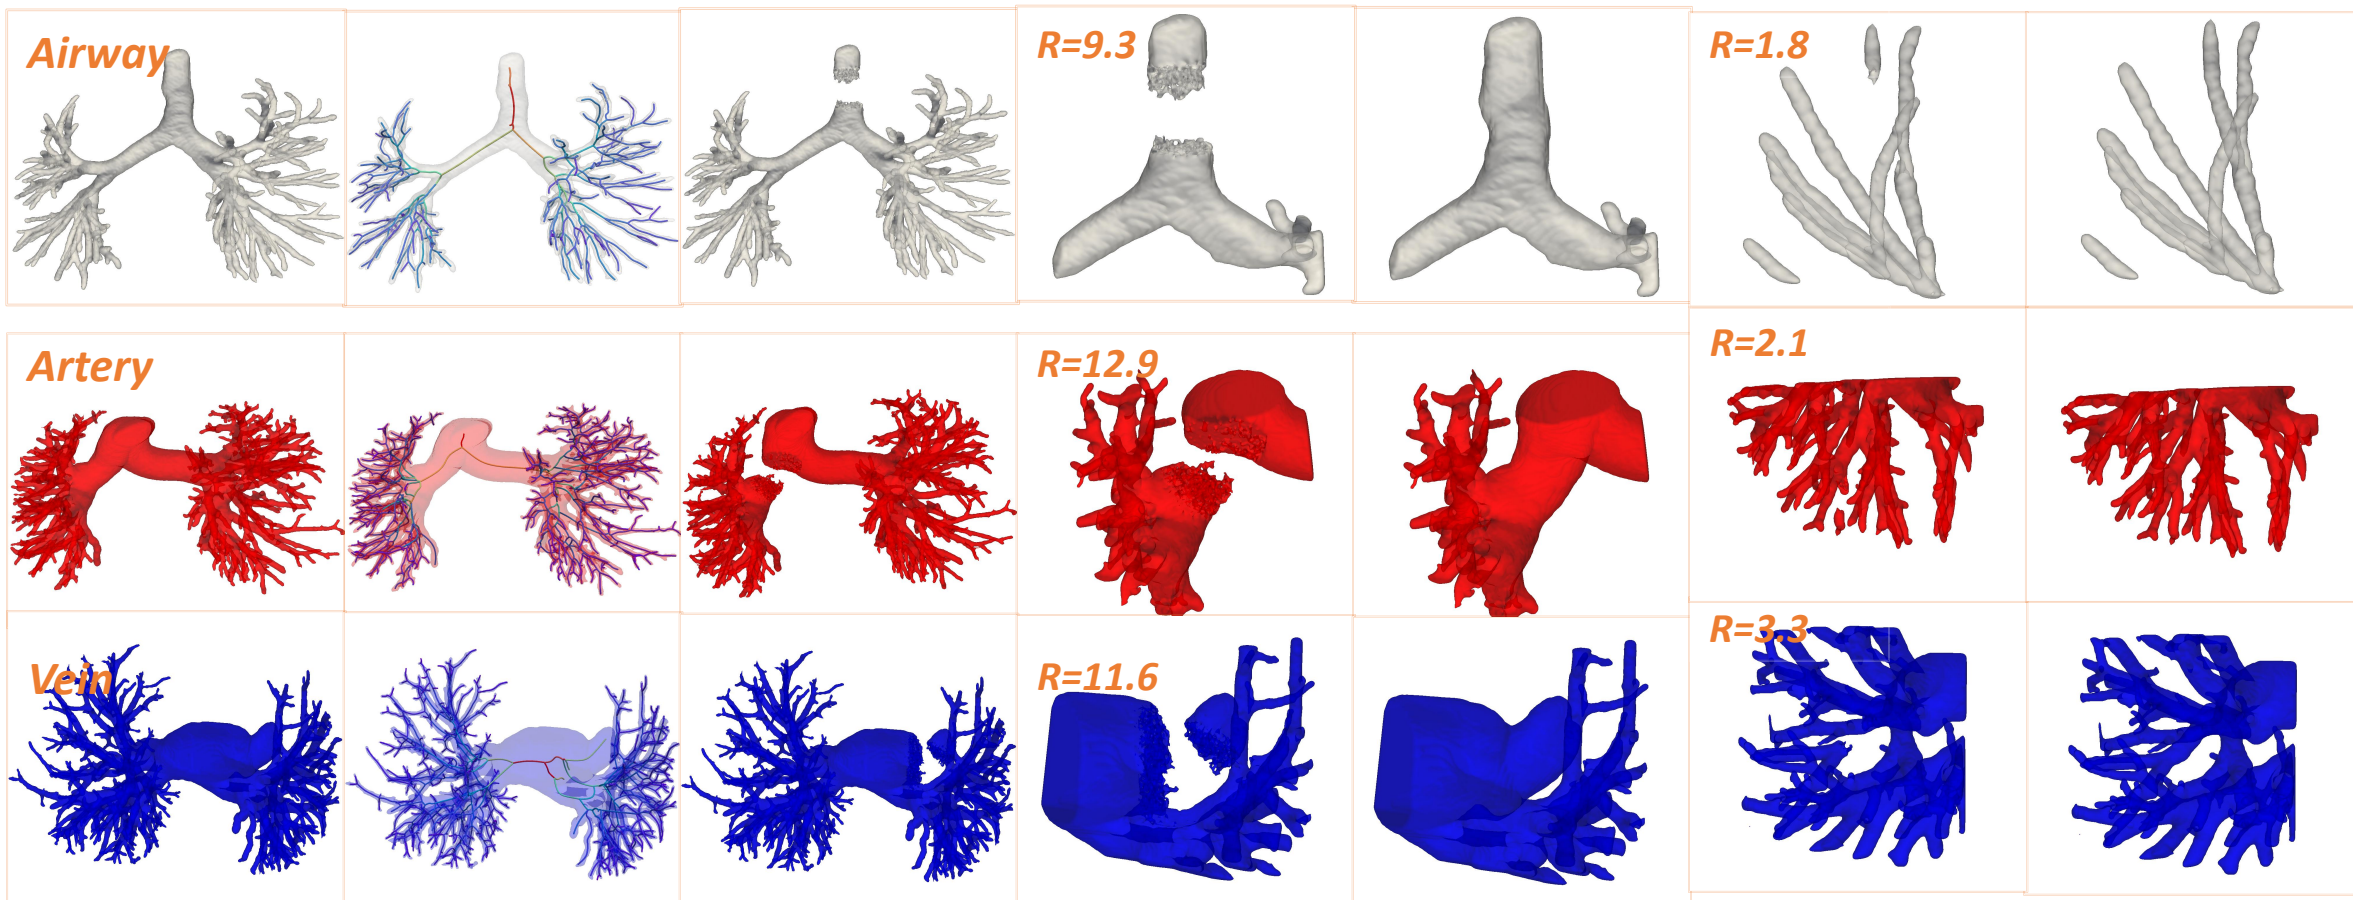 Airway
R=9.3
R=1.8
Artery
R=12.9
R=2.1
Vein
R=11.6
R=3.3